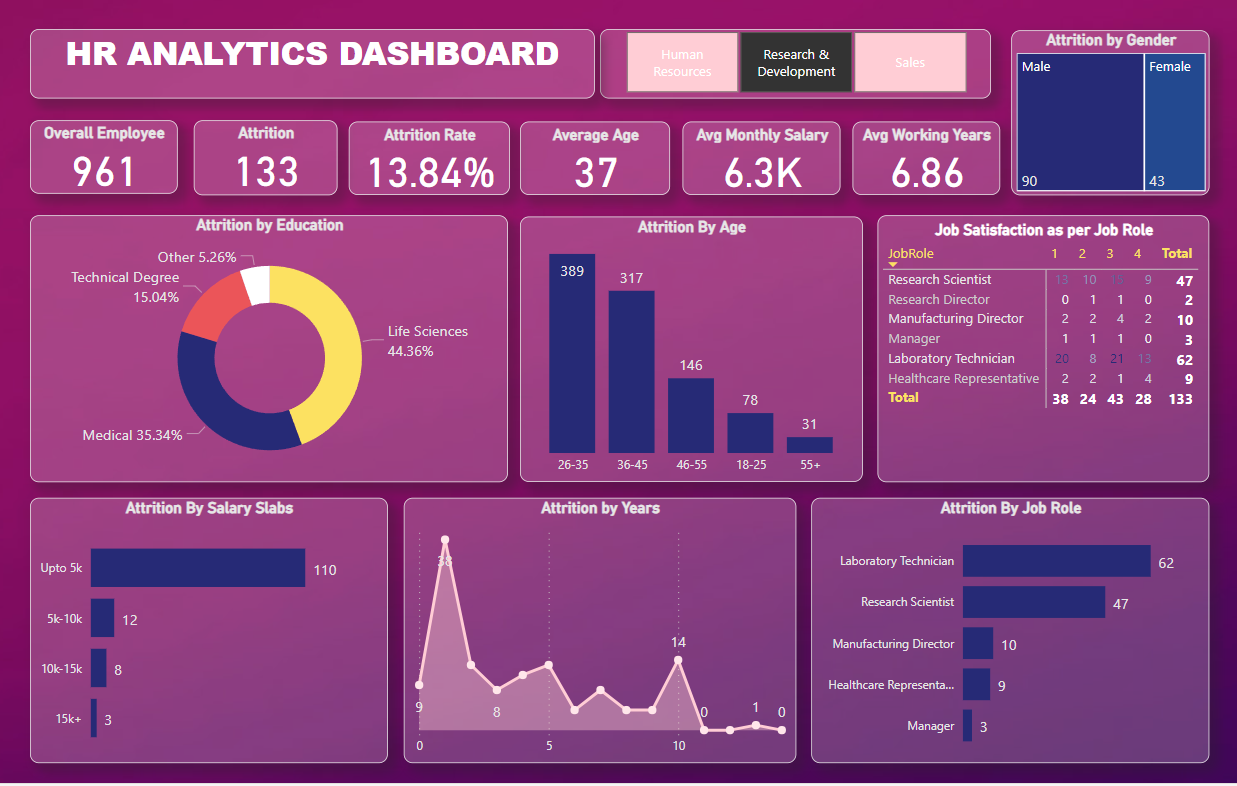 HR ANALYTICS DASHBOARD
Human
Resources
Research &
Development
Sales
Attrition by Gender
Male
Female
90
43
Overall Employee
961
Attrition
133
Attrition Rate
13.84%
Average Age
37
Avg Monthly Salary
6.3K
Avg Working Years
6.86
Attrition by Education
Other 5.26%
Technical Degree
15.04%
Life Sciences
44.36%
Medical 35.34%
Attrition By Age
389
317
146
78
31
26-35
36-45
46-55
18-25
55+
Job Satisfaction as per Job Role
JobRole 1 2 3 4 Total
Research Scientist 13 10 15 9 47
Research Director 0 1 1 0 2
Manufacturing Director 2 2 4 2 10
Manager 1 1 1 0 3
Laboratory Technician 20 8 21 13 62
Healthcare Representative 2 2 1 4 9
Total 38 24 43 28 133
Attrition By Salary Slabs
Upto 5k 110
5k-10k 12
10k-15k 8
15k+ 3
Attrition by Years
38
14
9
8
0
1
0
0
5
10
Attrition By Job Role
Laboratory Technician 62
Research Scientist 47
Manufacturing Director 10
Healthcare Representa... 9
Manager 3